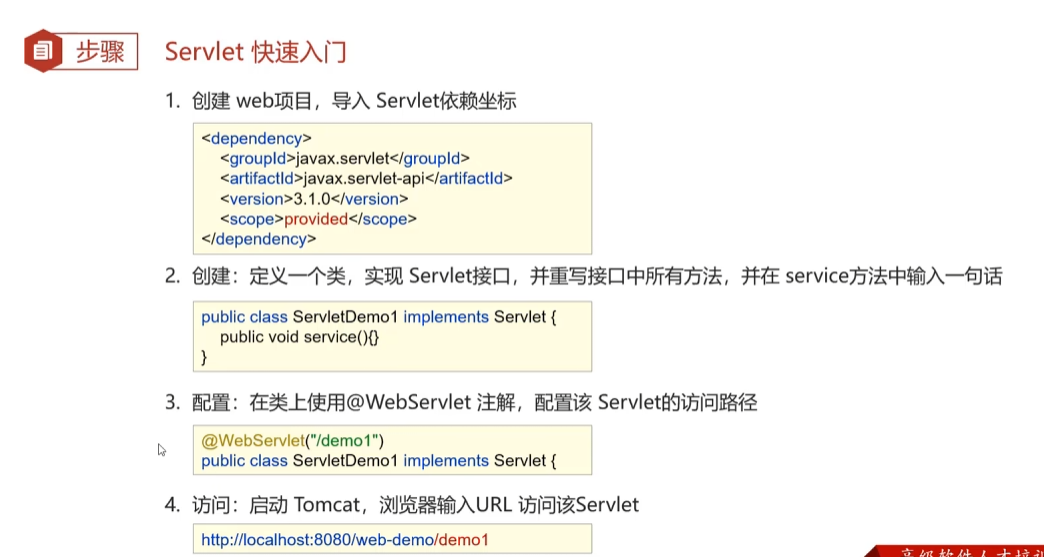 步骤
Servlet 快速入门
1. 创建 web项目，导入 Servlet依赖坐标
<dependency>
<groupId>javax.servlet</groupId>
<artifactId>javax.servlet-api</artifactId>
<version>3.1.0</version>
<scope>provided</scope>
</dependency>
2. 创建：定义一个类，实现 Servlet接口，并重写接口中所有方法，并在 service方法中输入一句话
public class ServletDemo1 implements Servlet {
public void service(){}
}
3. 配置：在类上使用@WebServlet 注解，配置该 Servlet的访问路径
@WebServlet("/demo1")
public class ServletDemo1 implements Servlet {
4. 访问：启动 Tomcat，浏览器输入URL 访问该Servlet
http://localhost:8080/web-demo/demo1
高级软件人才培训